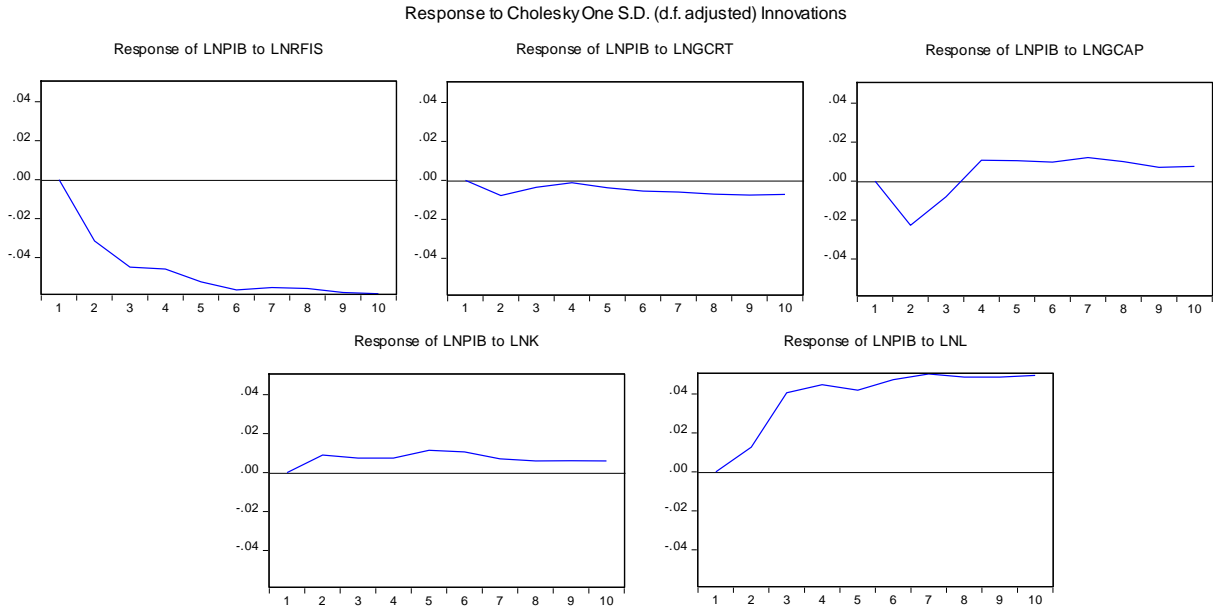 Response to Cholesky One S.D. (d.f. adjusted) Innovations
Response of LNPIB to LNRFIS
.04
.02
.00
-.02
-.04
1 2 3 4 5 6 7 8 9 10
Response of LNPIB to LNGCRT
.04
.02
.00
-.02
-.04
1 2 3 4 5 6 7 8 9 10
Response of LNPIB to LNGCAP
.04
.02
.00
-.02
-.04
1 2 3 4 5 6 7 8 9 10
Response of LNPIB to LNK
.04
.02
.00
-.02
-.04
1 2 3 4 5 6 7 8 9 10
Response of LNPIB to LNL
.04
.02
.00
-.02
-.04
1 2 3 4 5 6 7 8 9 10